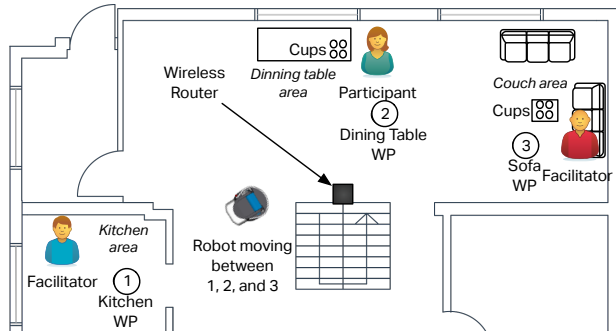 Cups
Dinning table
area
Wireless
Router
Participant
2
Dining Table
WP
Couch area
Cups
3
Sofa
WP
Facilitator
Kitchen
area
Facilitator
1
Kitchen
WP
Robot moving
between
1, 2, and 3